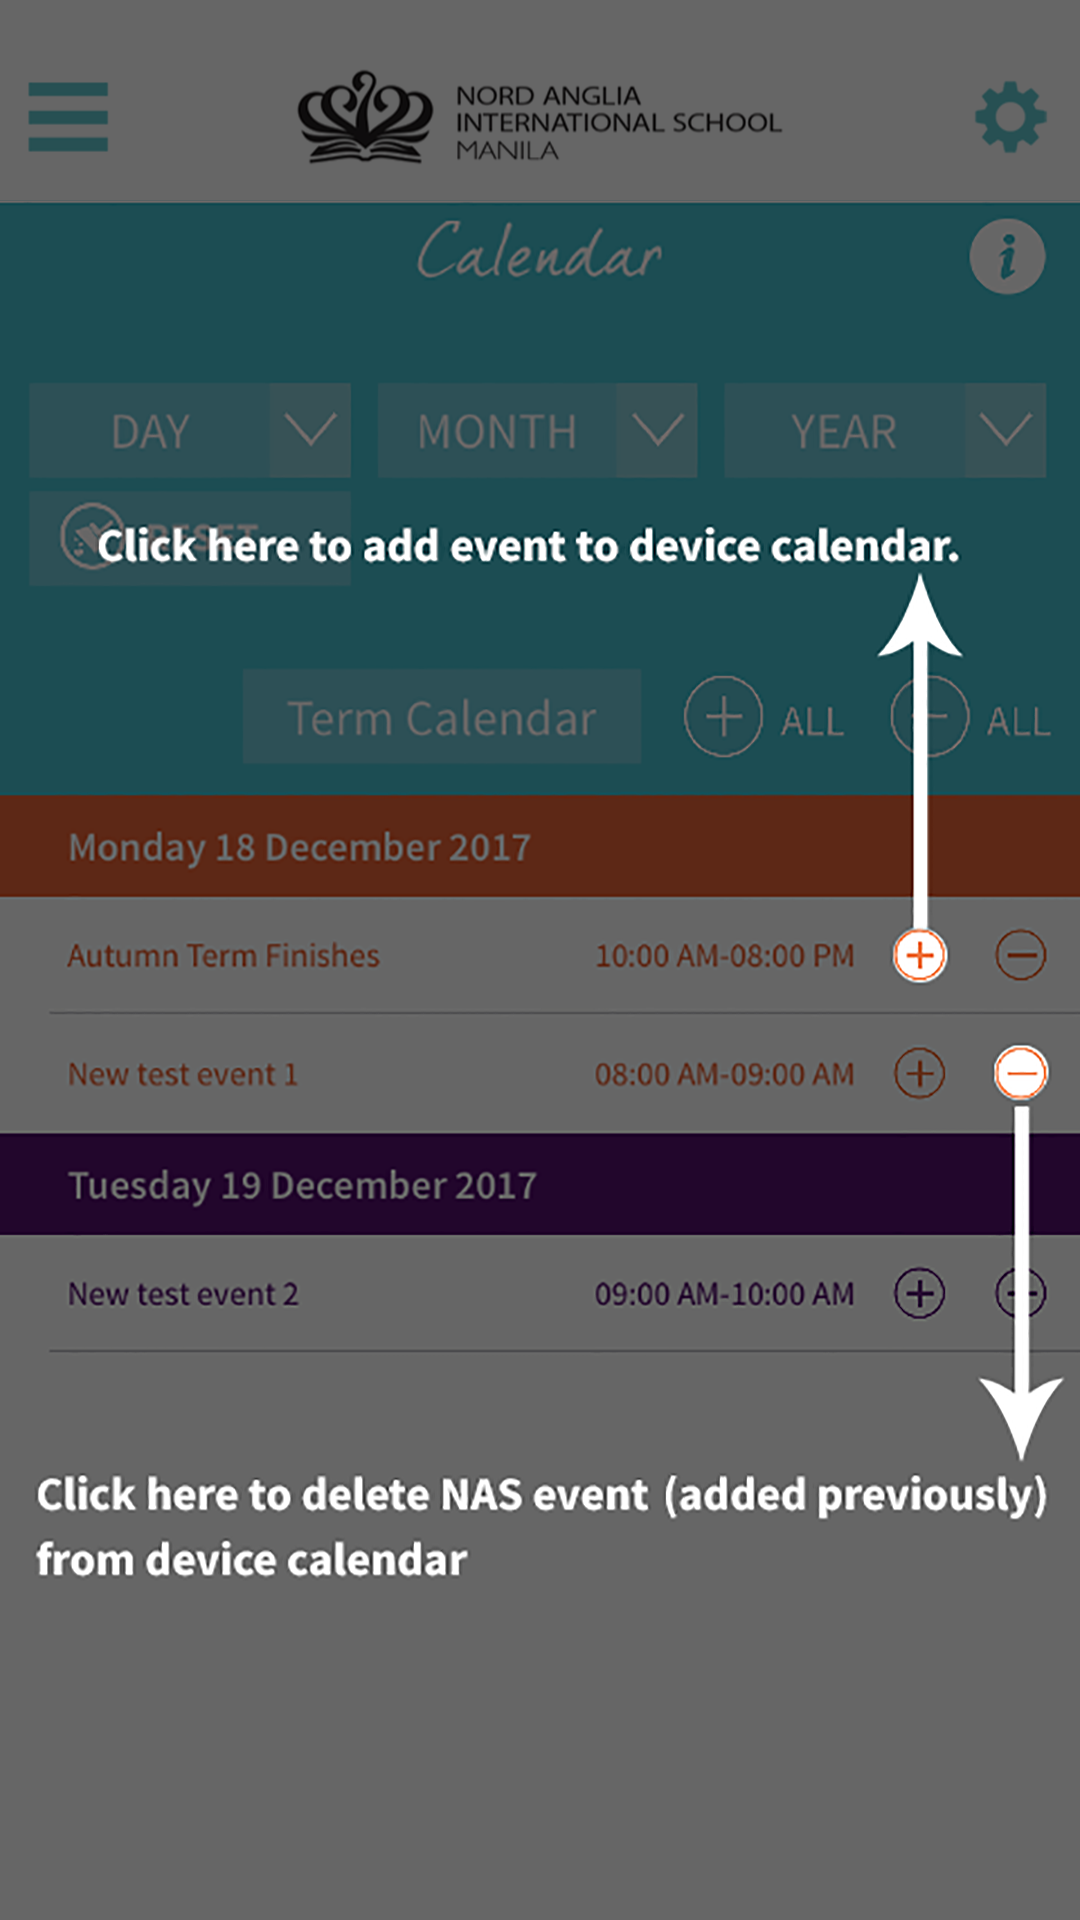 NORD ANGLIA
INTERNATIONAL SCHOOL
MANILA
Calendar
i
DAY MONTH YEAR
RESET
Click here to add event to device calendar.
Term Calendar ALL ALL
Monday 18 December 2017
Autumn Term Finishes 10:00 AM-08:00 PM
New test event 1 08:00 AM-09:00 AM
Tuesday 19 December 2017
New test event 2 09:00 AM-10:00 AM
Click here to delete NAS event (added previously)
from device calendar